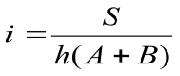 i = S / h(A + B)